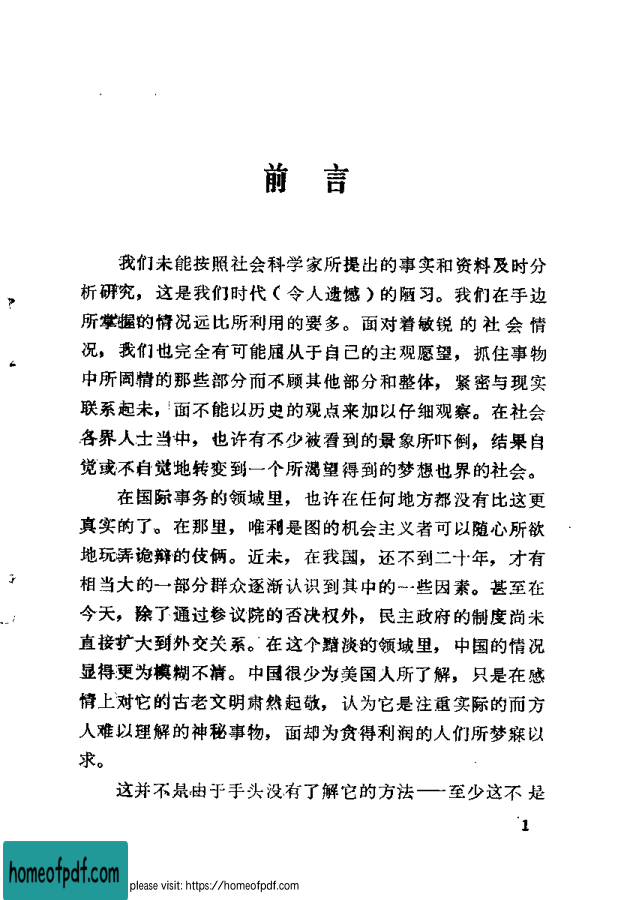 前言
我们未能按照社会科学家所提出的事实和资料及时分
析研究，这是我们时代（令人遗憾）的陋习。我们在手边
所掌握的情况远比所利用的要多。面对着敏锐的社会情
况，我们也完全有可能屈从于自己的主观愿望，抓住事物
中所同情的那些部分而不顾其他部分和整体，紧密与现实
联系起未，面不能以历史的观点来加以仔细观察。在社会
各界人士当中，也许有不少被看到的景象所吓倒，结果自
觉或不自觉地转变到一个所渴望得到的梦想也界的社会。
在国际事务的领域里，也许在任何地方都没有比这更
真实的了。在那里，唯利是图的机会主义者可以随心所欲
地玩弄诡辩的伎俩。近未，在我国，还不到二十年，才有
相当大的一部分群众逐渐认识到其中的一些因素。甚至在
今天，除了通过参议院的否决权外，民主政府的制度尚未
直接扩大到外交关系。在这个黯淡的领域里，中国的情况
显得更为模糊不清。中国很少为美国人所了解，只是在感
情上对它的古老文明肃然起敬，认为它是注重实际的而方
人难以理解的神秘事物，面却为贪得利润的人们所梦寐以
求。
这并不是由于手头没有了解它的方法——至少这不是
1
homeofpdf.com
please visit: https://homeofpdf.com